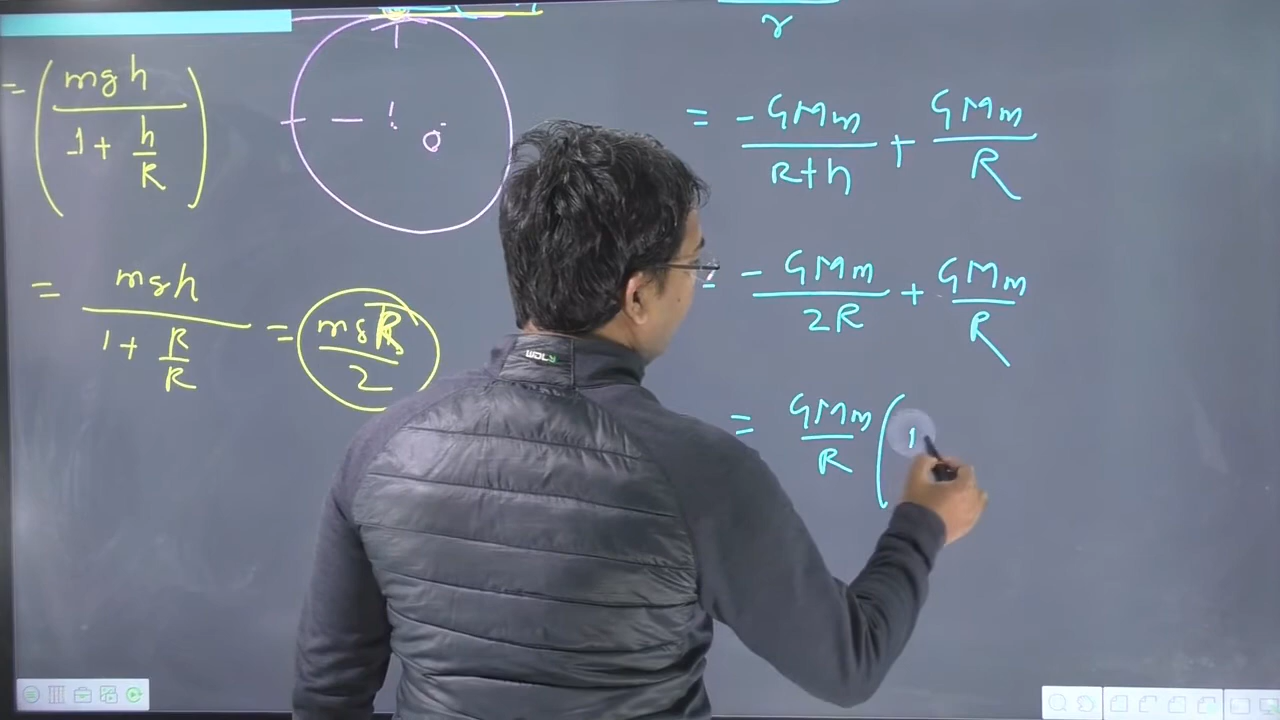 = ( mgh / (1 + h/R) )
= mgh / (1 + R/R) = mgR / 2
O
r
= -GMm / (R+h) + GMm / R
= -GMm / 2R + GMm / R
= GMm / R ( 1